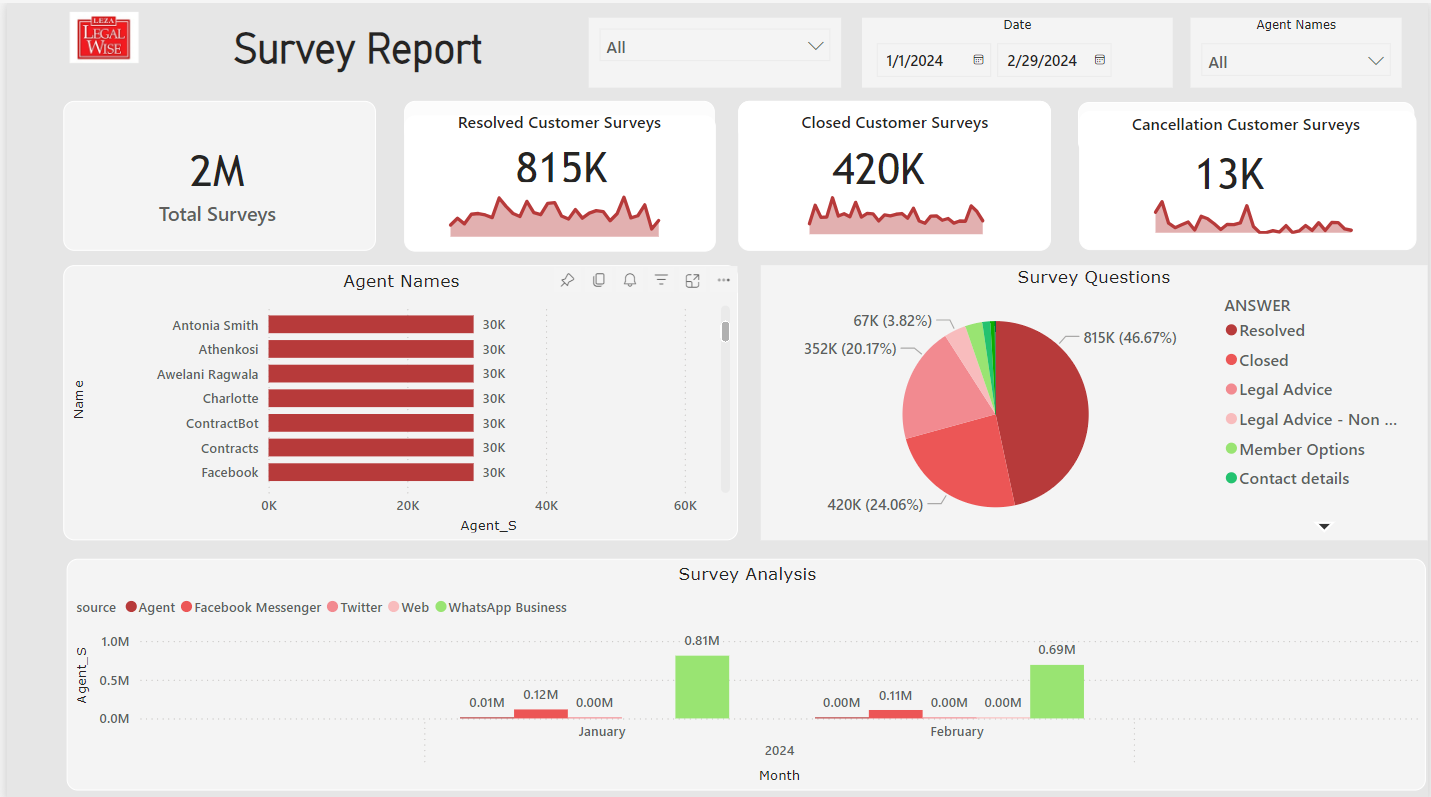 LEZA
LEGAL
WISE
Survey Report
All
Date
1/1/2024
2/29/2024
Agent Names
All
2M
Total Surveys
Resolved Customer Surveys
815K
Closed Customer Surveys
420K
Cancellation Customer Surveys
13K
Agent Names
Name
Antonia Smith 30K
Athenkosi 30K
Awelani Ragwala 30K
Charlotte 30K
ContractBot 30K
Contracts 30K
Facebook 30K
0K 20K 40K 60K
Agent_S
Survey Questions
67K (3.82%)
352K (20.17%)
815K (46.67%)
420K (24.06%)
ANSWER
Resolved
Closed
Legal Advice
Legal Advice - Non ...
Member Options
Contact details
Survey Analysis
source Agent Facebook Messenger Twitter Web WhatsApp Business
Agent_S
1.0M
0.5M
0.0M
0.01M 0.12M 0.00M 0.81M
0.00M 0.11M 0.00M 0.00M 0.69M
January February
2024
Month